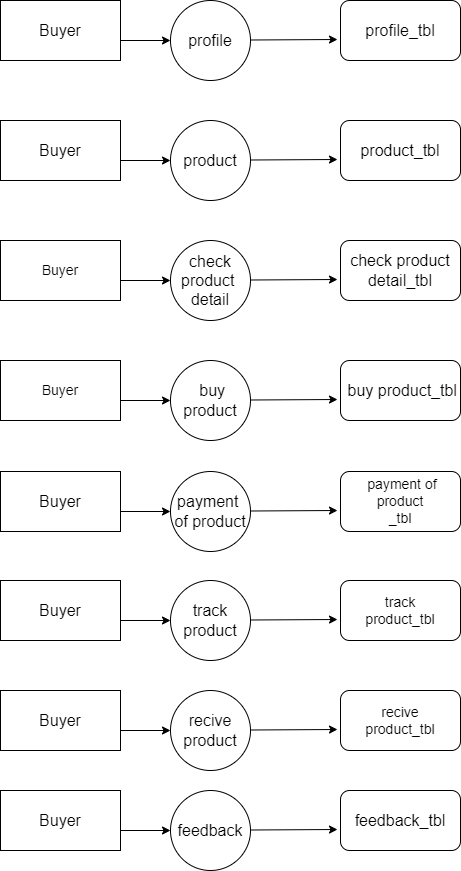 Buyer
profile
profile_tbl
Buyer
product
product_tbl
Buyer
check
product
detail
check product
detail_tbl
Buyer
buy
product
buy product_tbl
Buyer
payment
of product
payment of
product
_tbl
Buyer
track
product
track
product_tbl
Buyer
recive
product
recive
product_tbl
Buyer
feedback
feedback_tbl